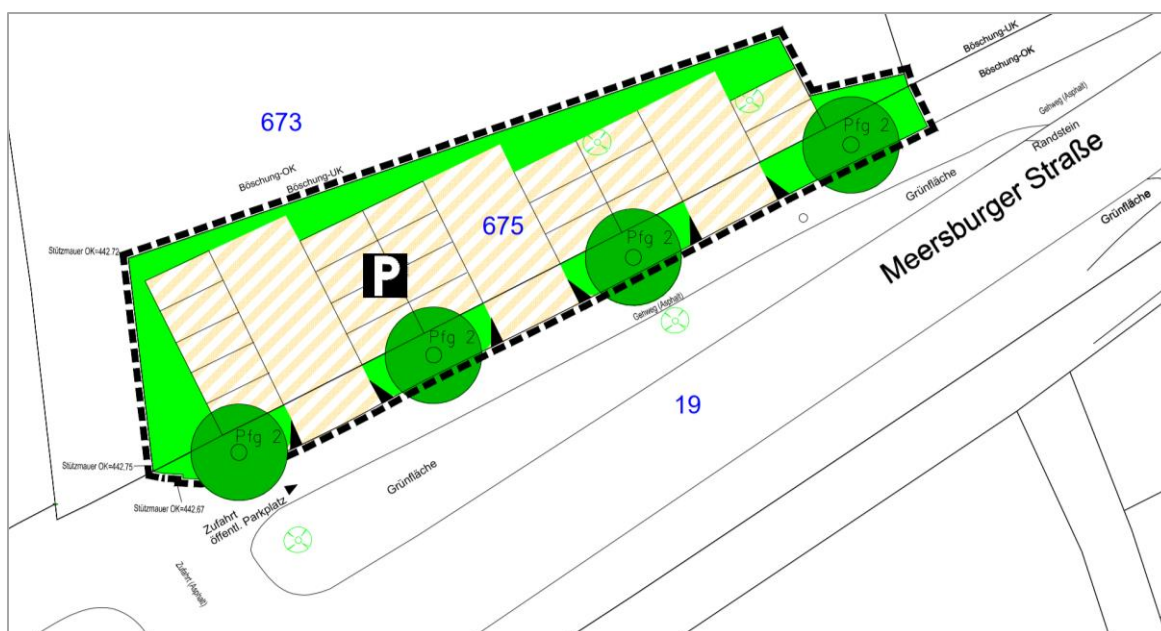 Böschung-UK
Böschung-OK
Gehweg (Asphalt)
Randstein
Pfg 2
673
Böschung-OK
Böschung-UK
Meersburger Straße
Grünfläche
Grünfläche
675
Pfg 2
Stützmauer OK=442.72
P
Gehweg (Asphalt)
Pfg 2
19
Pfg 2
Stützmauer OK=442.75
Grünfläche
Stützmauer OK=442.67
Zufahrt
öffentl. Parkplatz
Zufahrt (Asphalt)